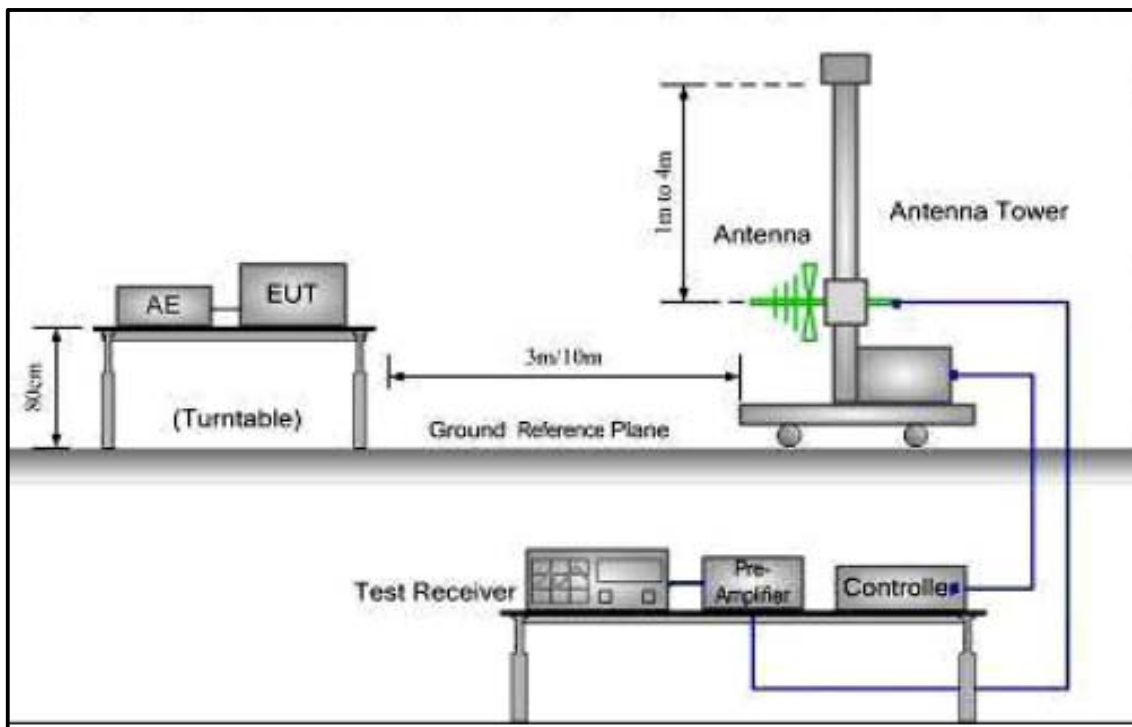 1m to 4m
Antenna Tower
Antenna
AE
EUT
80cm
3m/10m
(Turntable)
Ground Reference Plane
Test Receiver
Pre-
Amplifier
Controller